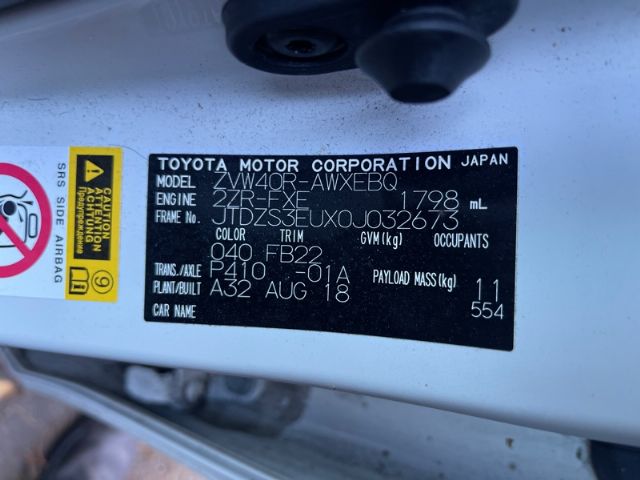 TOYOTA MOTOR CORPORATION JAPAN
MODEL ZVW40R-AWXEBQ
ENGINE 2ZR-FXE 1798 mL
FRAME No. JTDZS3EUX0J032673
COLOR TRIM GVM(kg) OCCUPANTS
040 FB22
TRANS./AXLE P410 -01A PAYLOAD MASS(kg) 11
PLANT/BUILT A32 AUG 18 554
CAR NAME
SRS SIDE AIRBAG
CAUTION
ATTENTION
ACHTUNG
9